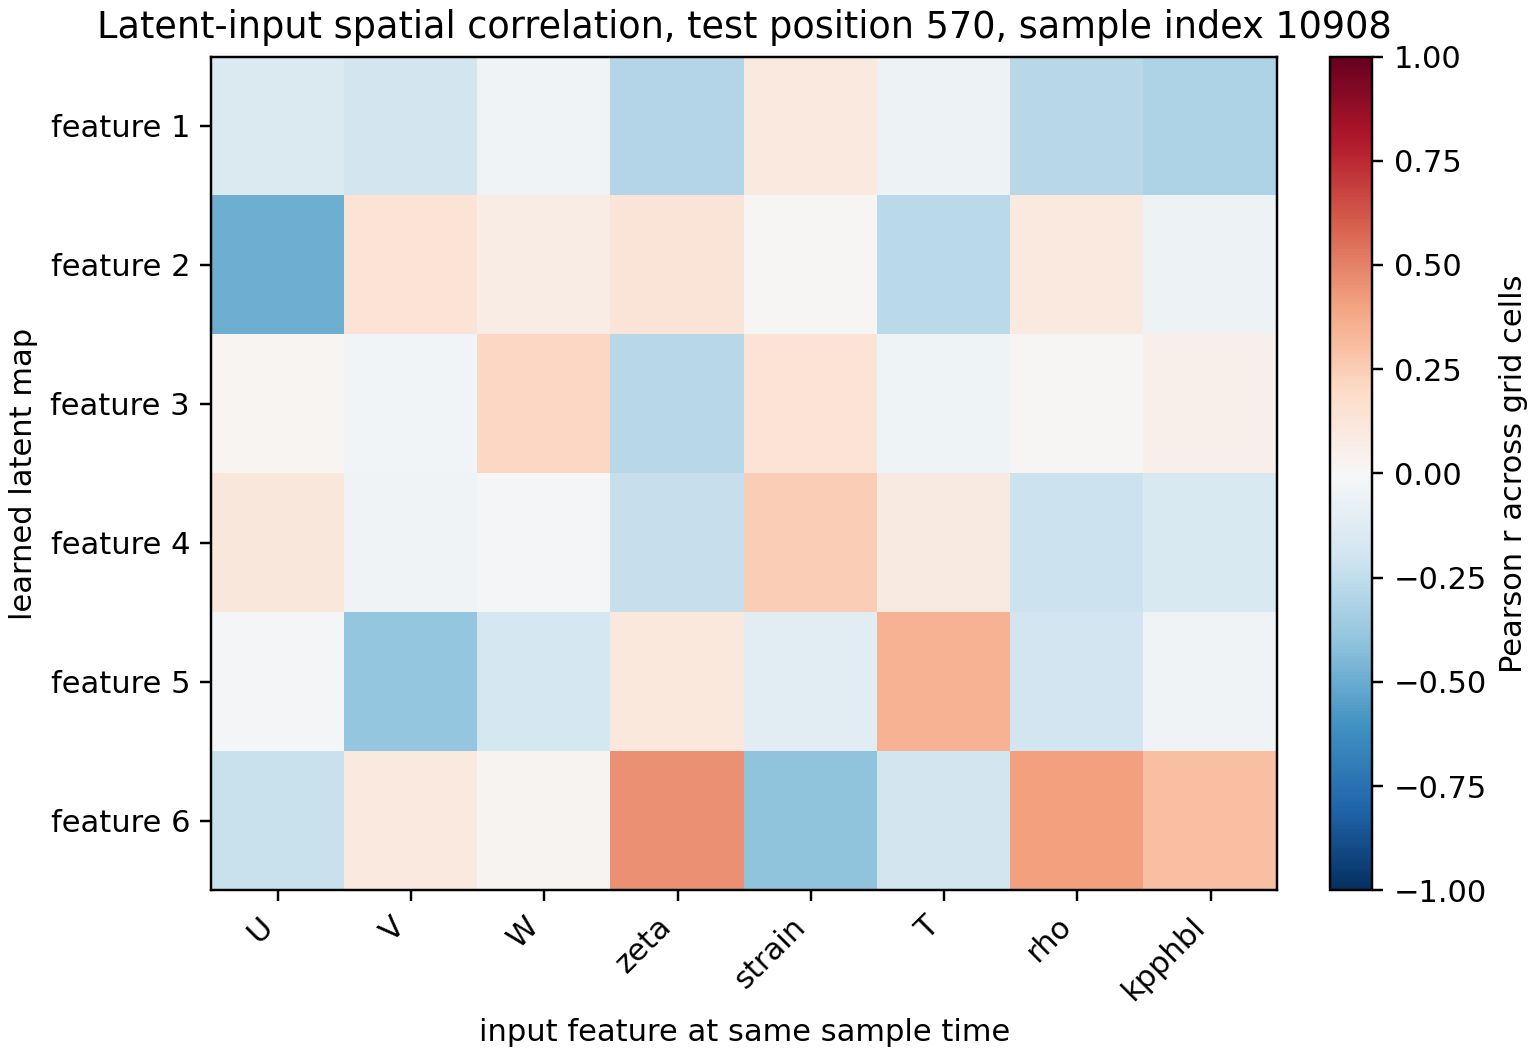 Latent-input spatial correlation, test position 570, sample index 10908
feature 1
feature 2
feature 3
feature 4
feature 5
feature 6
learned latent map
U
V
W
zeta
strain
T
rho
kpphbl
input feature at same sample time
1.00
0.75
0.50
0.25
0.00
−0.25
−0.50
−0.75
−1.00
Pearson r across grid cells